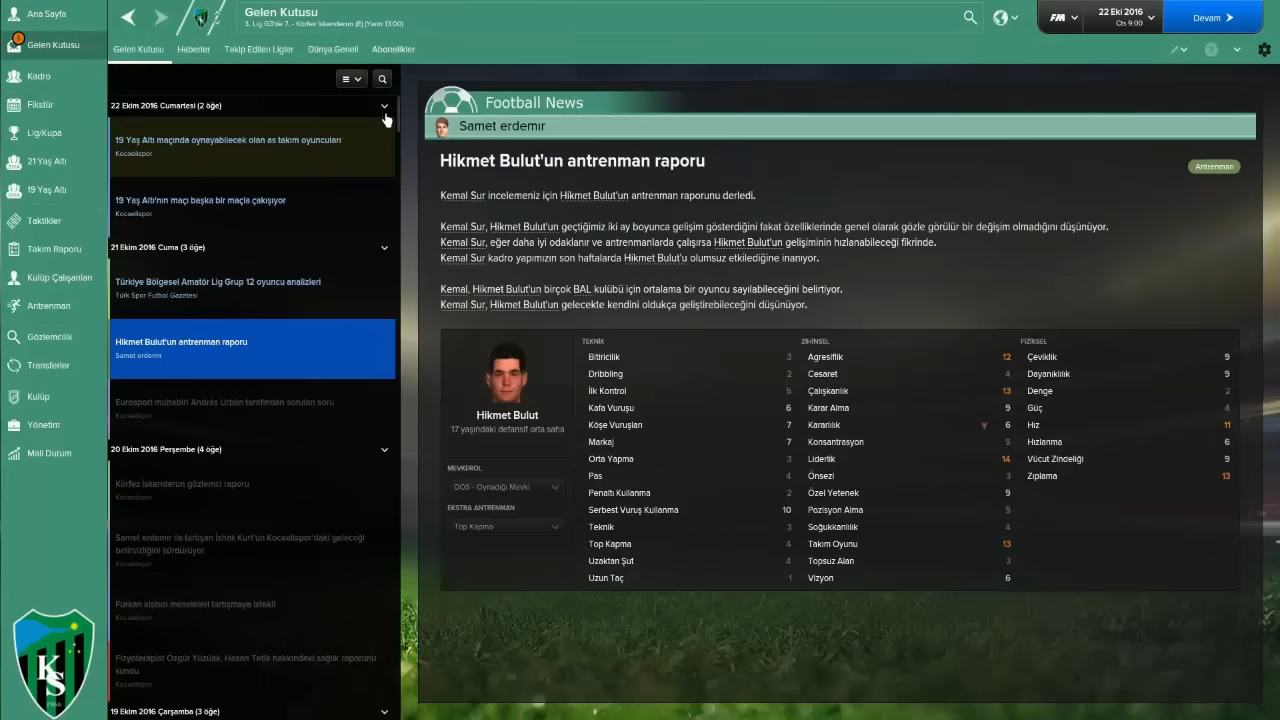 Ana Sayfa
Gelen Kutusu
Kadro
Fikstür
Lig/Kupa
21 Yaş Altı
19 Yaş Altı
Taktikler
Takım Raporu
Kulüp Çalışanları
Antrenman
Gözlemcilik
Transferler
Kulüp
Yönetim
Mali Durum
KS
1966
Gelen Kutusu
3. Lig G3'de 7. - Körfez İskenderun (E) (Yarın 13:00)
FM
22 Eki 2016
Cts 9:00
Devam
Gelen Kutusu
Haberler
Takip Edilen Ligler
Dünya Geneli
Abonelikler
22 Ekim 2016 Cumartesi (2 öğe)
19 Yaş Altı maçında oynayabilecek olan as takım oyuncuları
Kocaelispor
19 Yaş Altı'nın maçı başka bir maçla çakışıyor
Kocaelispor
21 Ekim 2016 Cuma (3 öğe)
Türkiye Bölgesel Amatör Lig Grup 12 oyuncu analizleri
Türk Spor Futbol Gazetesi
Hikmet Bulut'un antrenman raporu
Samet erdemır
Eurosport muhabiri András Urbán tarafından sorulan soru
Kocaelispor
20 Ekim 2016 Perşembe (4 öğe)
Körfez İskenderun gözlemci raporu
Kocaelispor
Samet erdemır ile tartışan İshak Kurt'un Kocaelispor'daki geleceği
belirsizliğini sürdürüyor
Kocaelispor
Furkan kişisel meseleleri tartışmaya istekli
Kocaelispor
Fizyoterapist Özgür Yüzüak, Hasan Tetik hakkındaki sağlık raporunu
sundu
Kocaelispor
19 Ekim 2016 Çarşamba (3 öğe)
Football News
Samet erdemır
Hikmet Bulut'un antrenman raporu
Antrenman
Kemal Sur incelemeniz için Hikmet Bulut'un antrenman raporunu derledi.
Kemal Sur, Hikmet Bulut'un geçtiğimiz iki ay boyunca gelişim gösterdiğini fakat özelliklerinde genel olarak gözle görülür bir değişim olmadığını düşünüyor.
Kemal Sur, eğer daha iyi odaklanır ve antrenmanlarda çalışırsa Hikmet Bulut'un gelişiminin hızlanabileceği fikrinde.
Kemal Sur kadro yapımızın son haftalarda Hikmet Bulut'u olumsuz etkilediğine inanıyor.
Kemal, Hikmet Bulut'un birçok BAL kulübü için ortalama bir oyuncu sayılabileceğini belirtiyor.
Kemal Sur, Hikmet Bulut'un gelecekte kendini oldukça geliştirebileceğini düşünüyor.
Hikmet Bulut
17 yaşındaki defansif orta saha
MEVKİ/ROL
DOS - Oynadığı Mevki
EKSTRA ANTRENMAN
Top Kapma
TEKNİK
Bitiricilik 3
Dribbling 2
İlk Kontrol 5
Kafa Vuruşu 6
Köşe Vuruşları 7
Markaj 7
Orta Yapma 3
Pas 4
Penaltı Kullanma 2
Serbest Vuruş Kullanma 10
Teknik 3
Top Kapma 4
Uzaktan Şut 4
Uzun Taç 1
ZİHİNSEL
Agresiflik 12
Cesaret 4
Çalışkanlık 13
Karar Alma 9
Kararlılık 6
Konsantrasyon 5
Liderlik 14
Önsezi 3
Özel Yetenek 9
Pozisyon Alma 5
Soğukkanlılık 4
Takım Oyunu 13
Topsuz Alan 3
Vizyon 6
FİZİKSEL
Çeviklik 9
Dayanıklılık 9
Denge 2
Güç 4
Hız 11
Hızlanma 6
Vücut Zindeliği 9
Zıplama 13